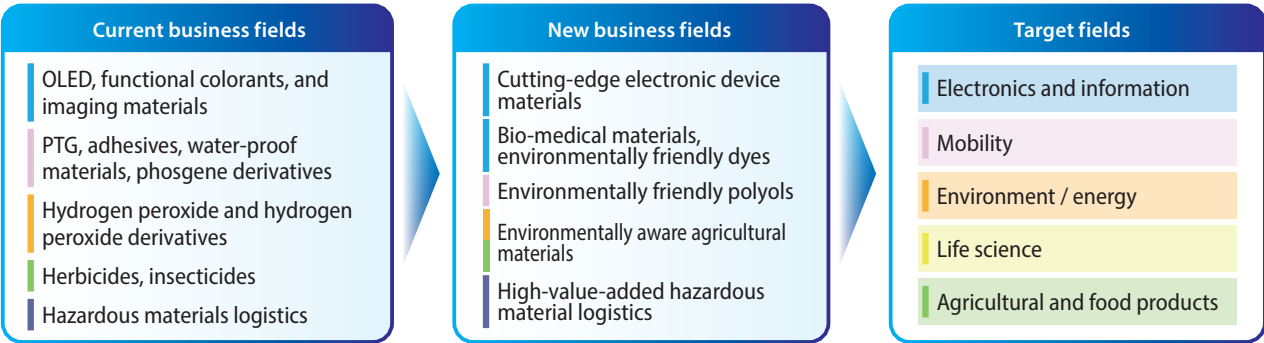 Current business fields
OLED, functional colorants, and
imaging materials
PTG, adhesives, water-proof
materials, phosgene derivatives
Hydrogen peroxide and hydrogen
peroxide derivatives
Herbicides, insecticides
Hazardous materials logistics
New business fields
Cutting-edge electronic device
materials
Bio-medical materials,
environmentally friendly dyes
Environmentally friendly polyols
Environmentally aware agricultural
materials
High-value-added hazardous
material logistics
Target fields
Electronics and information
Mobility
Environment / energy
Life science
Agricultural and food products